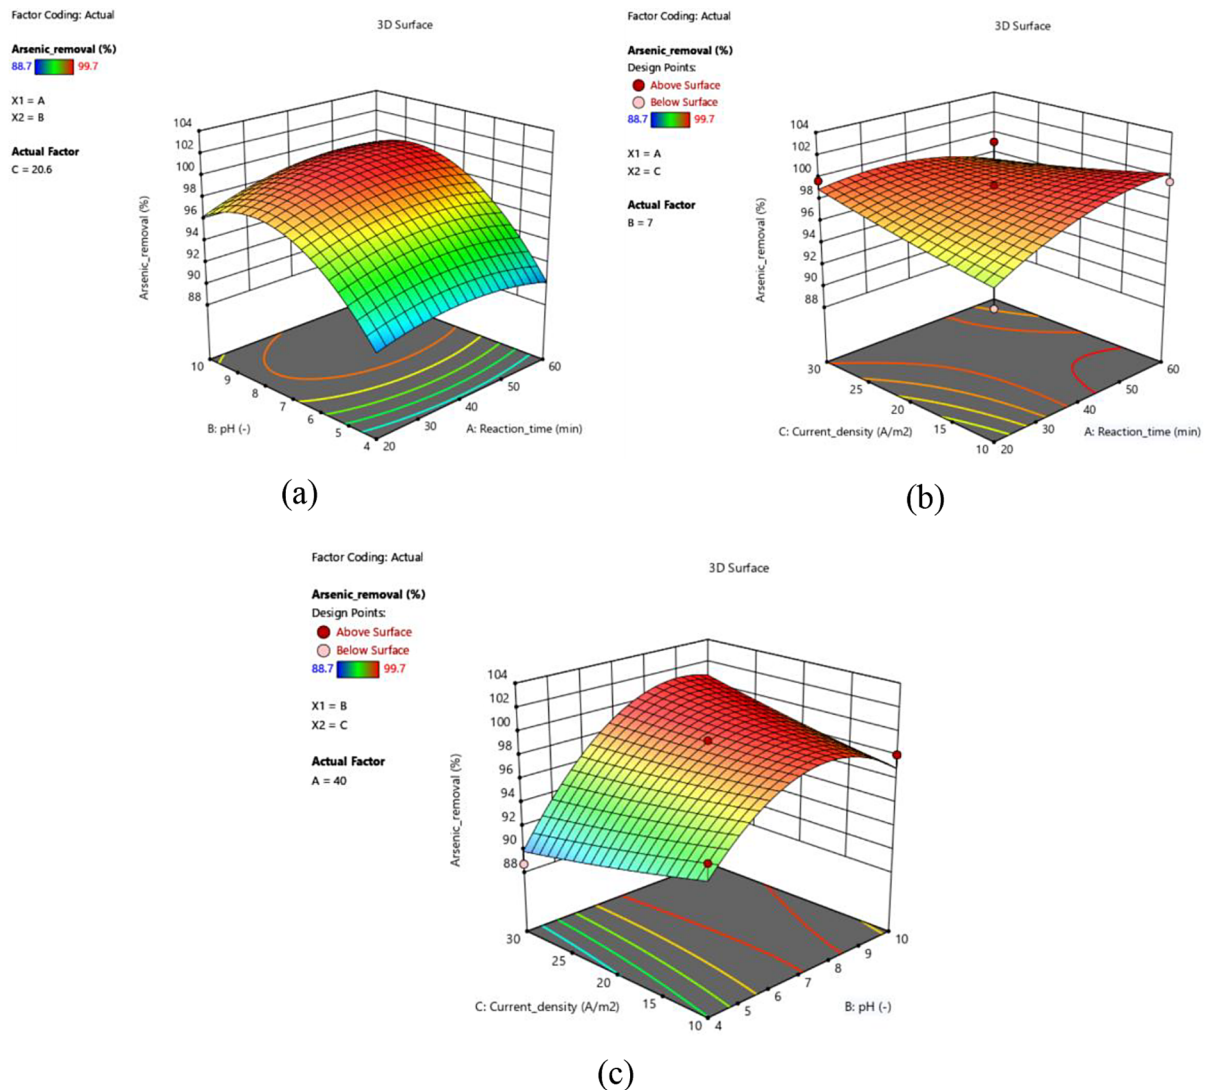 Factor Coding: Actual
3D Surface
Arsenic_removal (%)
88.7 99.7
X1 = A
X2 = B
Actual Factor
C = 20.6
104
102
100
98
96
94
92
90
88
Arsenic_removal (%)
10
9
8
7
6
5
4
20
30
40
50
60
B: pH (-)
A: Reaction_time (min)
(a)
Factor Coding: Actual
3D Surface
Arsenic_removal (%)
Design Points:
Above Surface
Below Surface
88.7 99.7
X1 = A
X2 = C
Actual Factor
B = 7
104
102
100
98
96
94
92
90
88
Arsenic_removal (%)
30
25
20
15
10
20
30
40
50
60
C: Current_density (A/m2)
A: Reaction_time (min)
(b)
Factor Coding: Actual
3D Surface
Arsenic_removal (%)
Design Points:
Above Surface
Below Surface
88.7 99.7
X1 = B
X2 = C
Actual Factor
A = 40
104
102
100
98
96
94
92
90
88
Arsenic_removal (%)
30
25
20
15
10
4
5
6
7
8
9
10
C: Current_density (A/m2)
B: pH (-)
(c)